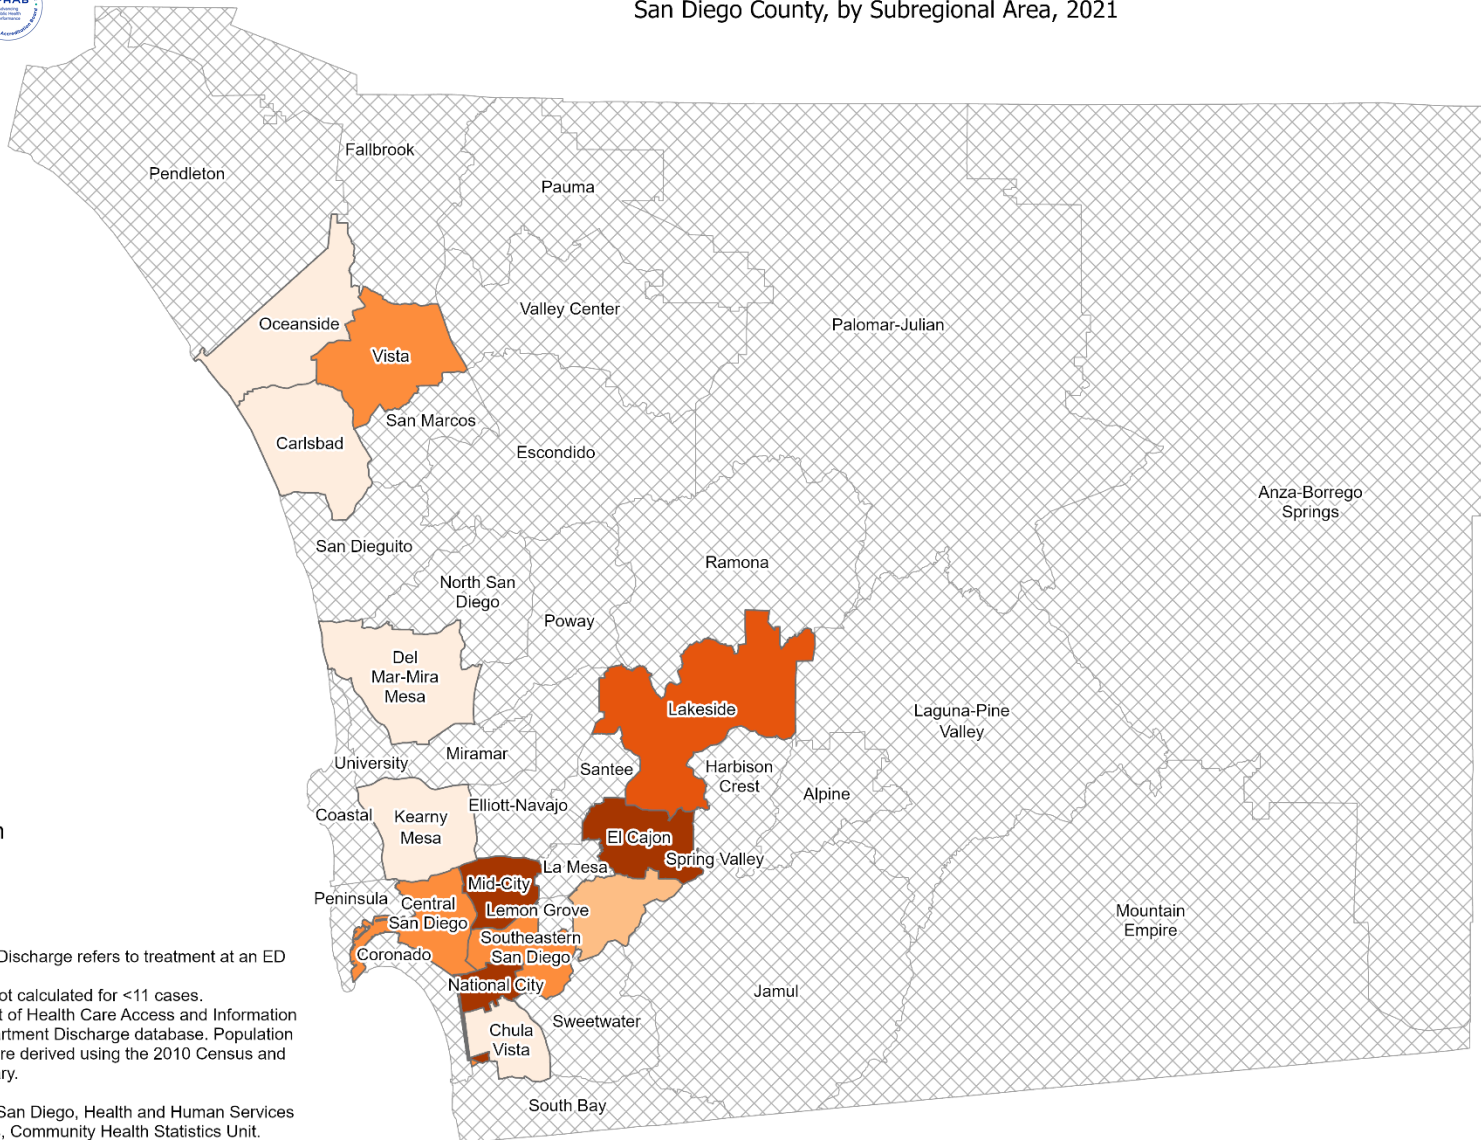 San Diego County, by Subregional Area, 2021
Fallbrook
Pendleton
Pauma
Valley Center
Oceanside
Palomar-Julian
Vista
San Marcos
Carlsbad
Escondido
Anza-Borrego
Springs
San Dieguito
Ramona
North San
Diego
Poway
Del
Mar-Mira
Mesa
Lakeside
Laguna-Pine
Valley
Miramar
University
Santee
Harbison
Crest
Alpine
Elliott-Navajo
Coastal
Kearny
Mesa
El Cajon
Spring Valley
La Mesa
Mid-City
Peninsula
Central
San Diego
Lemon Grove
Mountain
Empire
Southeastern
San Diego
Coronado
National City
Jamul
Sweetwater
Chula
Vista
South Bay
n
Discharge refers to treatment at an ED
ot calculated for <11 cases.
t of Health Care Access and Information
artment Discharge database. Population
re derived using the 2010 Census and
ry.
San Diego, Health and Human Services
, Community Health Statistics Unit.